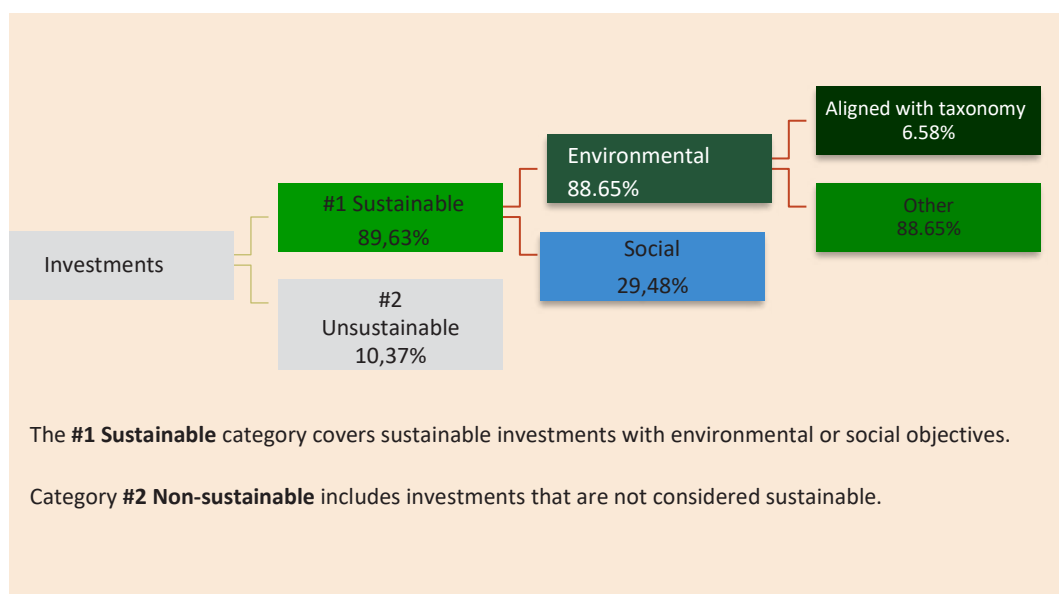 Investments
#1 Sustainable
89,63%
#2
Unsustainable
10,37%
Environmental
88.65%
Social
29,48%
Aligned with taxonomy
6.58%
Other
88.65%
The #1 Sustainable category covers sustainable investments with environmental or social objectives.
Category #2 Non-sustainable includes investments that are not considered sustainable.